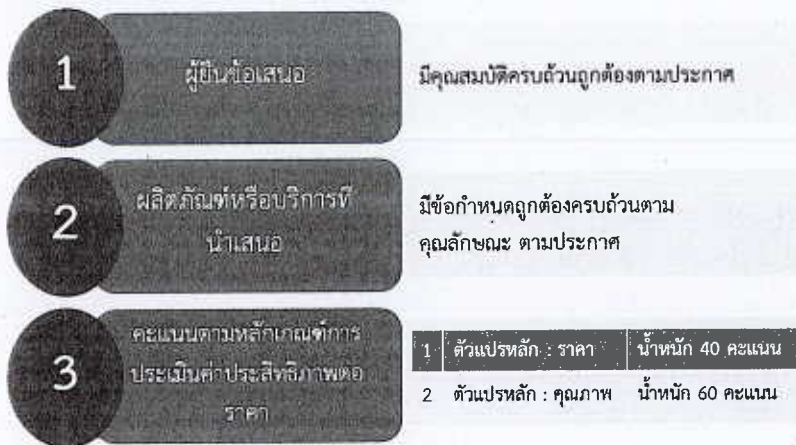 1
ผู้ยื่นข้อเสนอ
มีคุณสมบัติครบถ้วนถูกต้องตามประกาศ
2
ผลิตภัณฑ์หรือบริการที่
นำเสนอ
มีข้อกำหนดถูกต้องครบถ้วนตาม
คุณลักษณะ ตามประกาศ
3
คะแนนตามหลักเกณฑ์การ
ประเมินค่าประสิทธิภาพต่อ
ราคา
1 ตัวแปรหลัก : ราคา น้ำหนัก 40 คะแนน
2 ตัวแปรหลัก : คุณภาพ น้ำหนัก 60 คะแนน